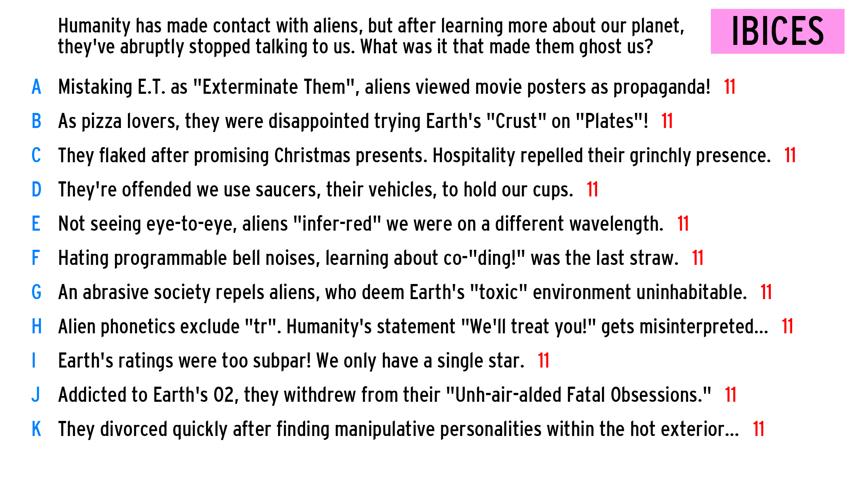 Humanity has made contact with aliens, but after learning more about our planet,
they've abruptly stopped talking to us. What was it that made them ghost us?
IBICES
A Mistaking E.T. as "Exterminate Them", aliens viewed movie posters as propaganda! 11
B As pizza lovers, they were disappointed trying Earth's "Crust" on "Plates"! 11
C They flaked after promising Christmas presents. Hospitality repelled their grinchly presence. 11
D They're offended we use saucers, their vehicles, to hold our cups. 11
E Not seeing eye-to-eye, aliens "infer-red" we were on a different wavelength. 11
F Hating programmable bell noises, learning about co-"ding!" was the last straw. 11
G An abrasive society repels aliens, who deem Earth's "toxic" environment uninhabitable. 11
H Alien phonetics exclude "tr". Humanity's statement "We'll treat you!" gets misinterpreted... 11
I Earth's ratings were too subpar! We only have a single star. 11
J Addicted to Earth's O2, they withdrew from their "Unh-air-alded Fatal Obsessions." 11
K They divorced quickly after finding manipulative personalities within the hot exterior... 11